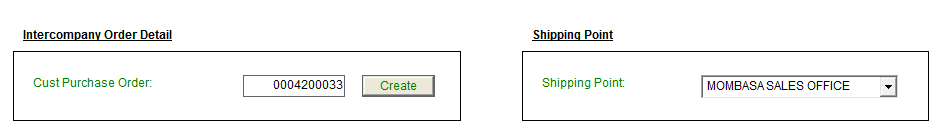 Intercompany Order Detail
Shipping Point
Cust Purchase Order: 0004200033 Create
Shipping Point: MOMBASA SALES OFFICE